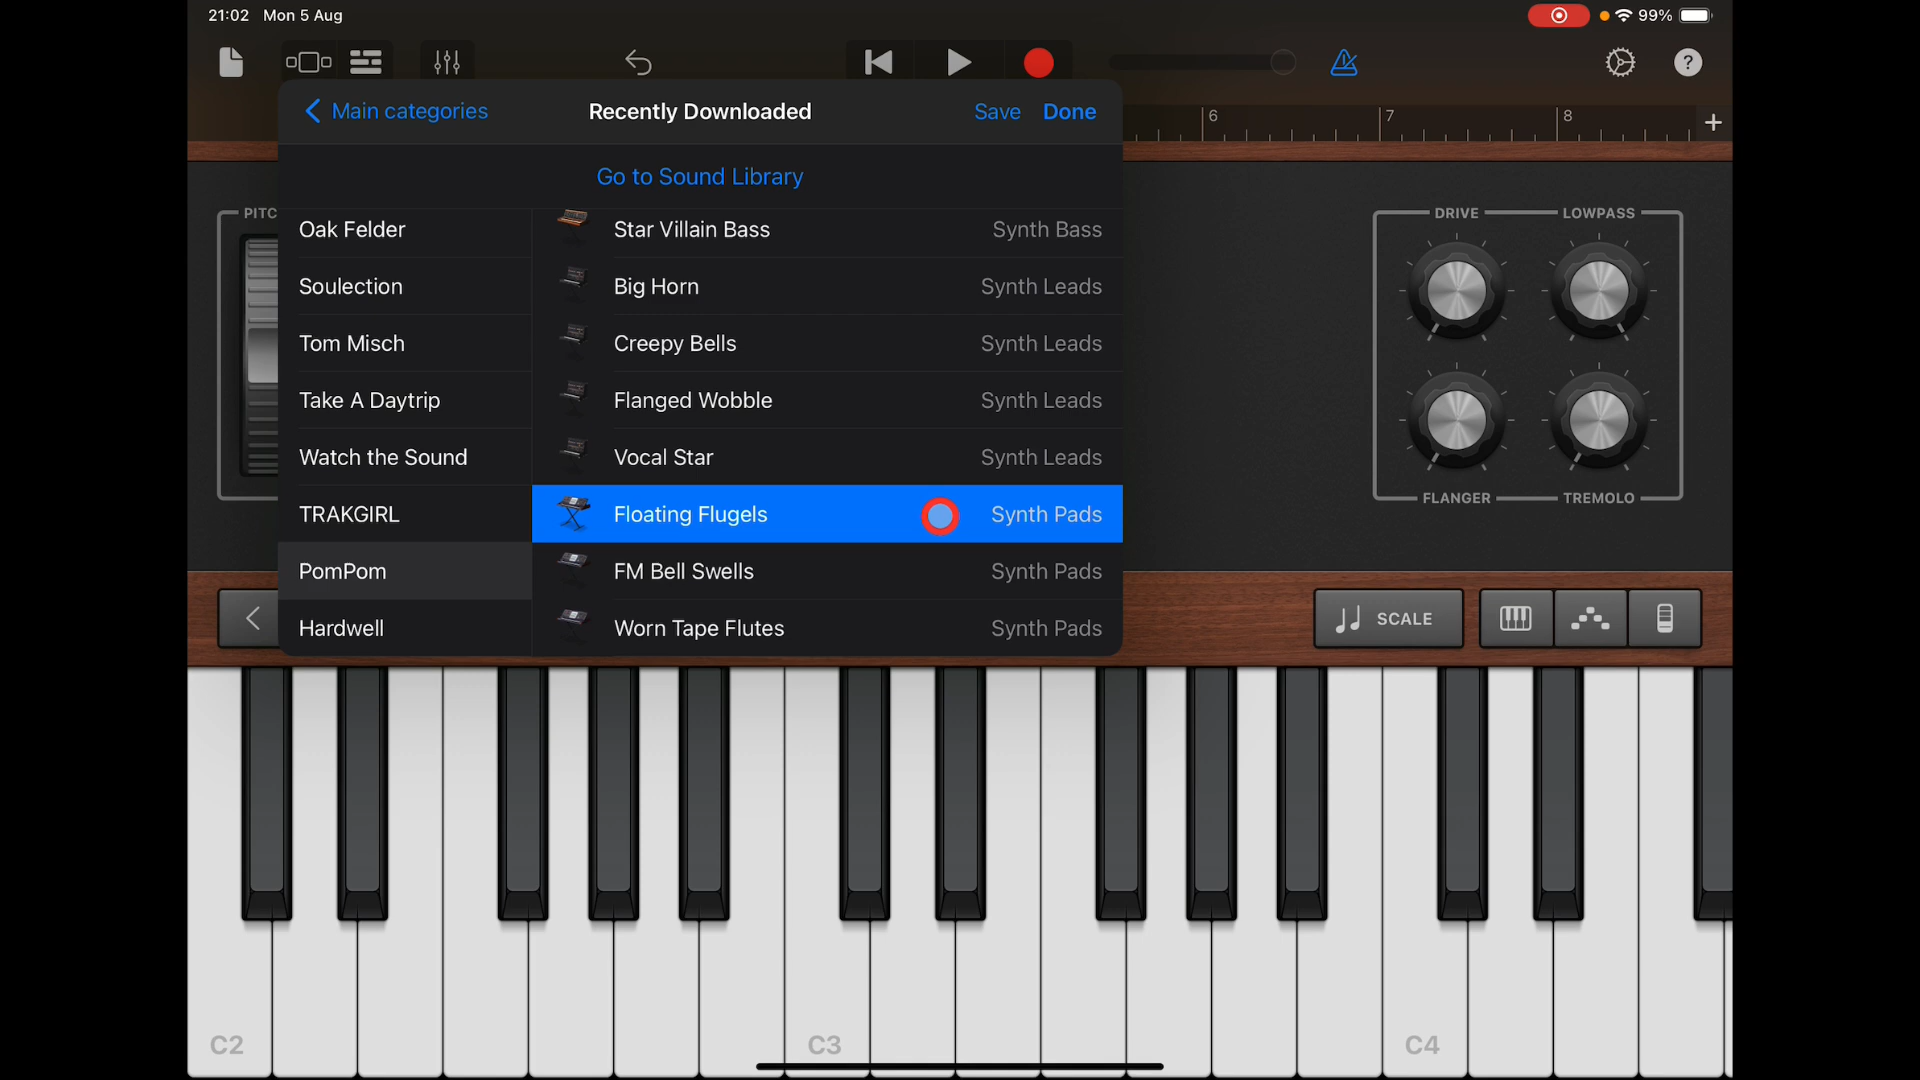 21:02 Mon 5 Aug
99%
?
Main categories Recently Downloaded Save Done
6 7 8 +
Go to Sound Library
PITC
DRIVE LOWPASS
Oak Felder Star Villain Bass Synth Bass
Soulection Big Horn Synth Leads
Tom Misch Creepy Bells Synth Leads
Take A Daytrip Flanged Wobble Synth Leads
Watch the Sound Vocal Star Synth Leads
FLANGER TREMOLO
TRAKGIRL Floating Flugels Synth Pads
PomPom FM Bell Swells Synth Pads
Hardwell Worn Tape Flutes Synth Pads
SCALE
C2 C3 C4